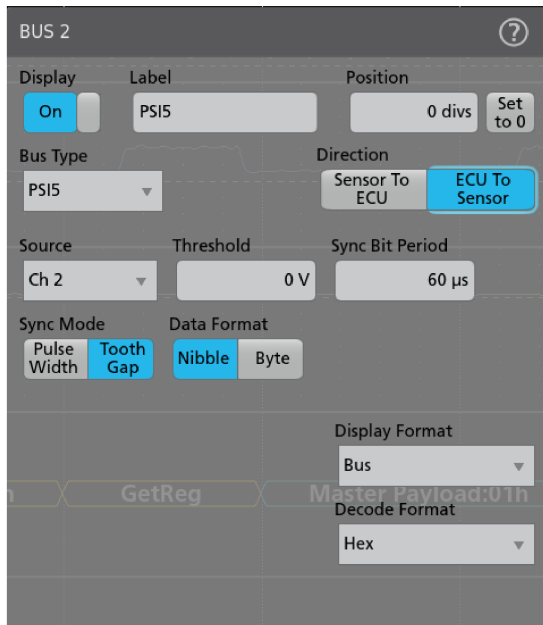 BUS 2
?
Display Label Position
On PSI5 0 divs Set
to 0
Bus Type Direction
PSI5 Sensor To
ECU ECU To
Sensor
Source Threshold Sync Bit Period
Ch 2 0 V 60 µs
Sync Mode Data Format
Pulse
Width Tooth
Gap Nibble Byte
Display Format
Bus
GetReg Master Payload:01h
Decode Format
Hex